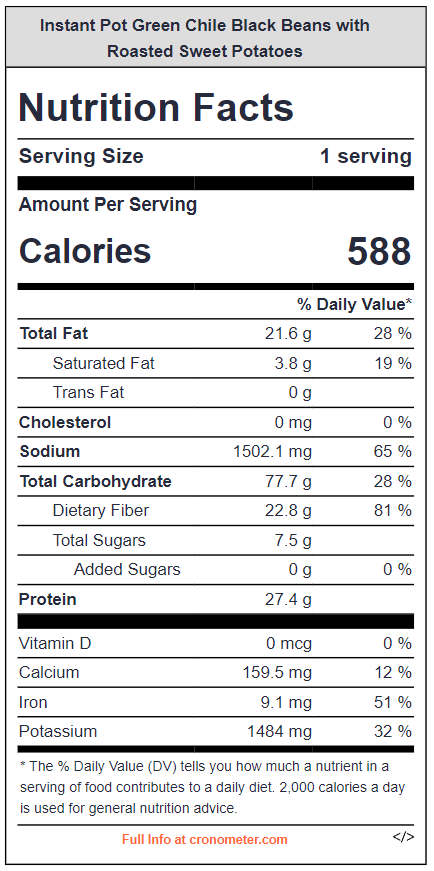 Instant Pot Green Chile Black Beans with
Roasted Sweet Potatoes
Nutrition Facts
Serving Size 1 serving
Amount Per Serving
Calories 588
% Daily Value*
Total Fat 21.6 g 28 %
Saturated Fat 3.8 g 19 %
Trans Fat 0 g
Cholesterol 0 mg 0 %
Sodium 1502.1 mg 65 %
Total Carbohydrate 77.7 g 28 %
Dietary Fiber 22.8 g 81 %
Total Sugars 7.5 g
Added Sugars 0 g 0 %
Protein 27.4 g
Vitamin D 0 mcg 0 %
Calcium 159.5 mg 12 %
Iron 9.1 mg 51 %
Potassium 1484 mg 32 %
* The % Daily Value (DV) tells you how much a nutrient in a
serving of food contributes to a daily diet. 2,000 calories a day
is used for general nutrition advice.
Full Info at cronometer.com </>